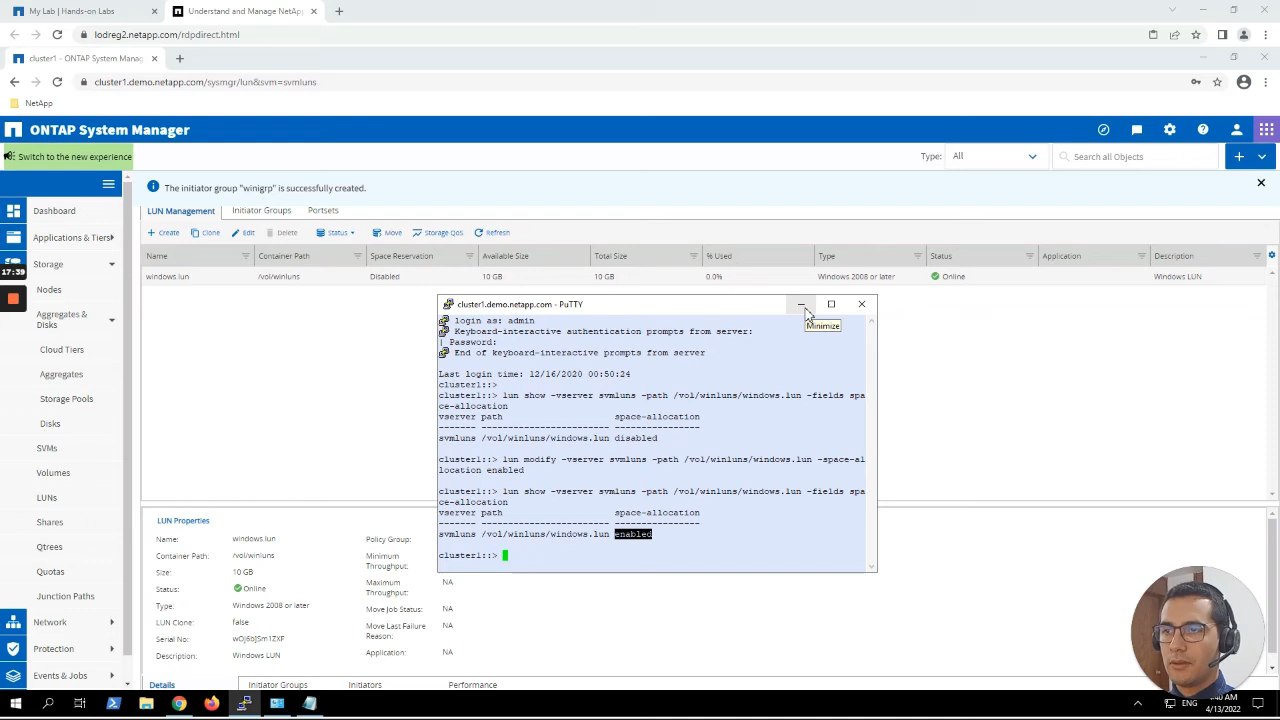 My Lab | Hands-on Labs
Understand and Manage NetApp
lodreg2.netapp.com/rdpdirect.html
cluster1 - ONTAP System Manager
cluster1.demo.netapp.com/sysmgr/lun&svm=svmluns
NetApp
ONTAP System Manager
Switch to the new experience
Type:
All
Search all Objects
The initiator group "winigrp" is successfully created.
Dashboard
Applications & Tiers
Storage
Nodes
Aggregates &
Disks
Cloud Tiers
Aggregates
Storage Pools
Disks
SVMs
Volumes
LUNs
Shares
Qtrees
Quotas
Junction Paths
Network
Protection
Events & Jobs
17:39
LUN Management
Initiator Groups
Portsets
Create
Clone
Edit
Delete
Status
Move
Storage QoS
Refresh
Name
Container Path
Space Reservation
Available Size
Total Size
% Used
Type
Status
Application
Description
windows.lun
/vol/winluns
Disabled
10 GB
10 GB
0.0%
Windows 2008 or later
Online
Windows LUN
cluster1.demo.netapp.com - PuTTY
Minimize
login as: admin
Keyboard-interactive authentication prompts from server:
| Password:
End of keyboard-interactive prompts from server
Last login time: 12/16/2020 00:50:24
cluster1::>
cluster1::> lun show -vserver svmluns -path /vol/winluns/windows.lun -fields spa
ce-allocation
vserver path space-allocation
------- ------------------------ ----------------
svmluns /vol/winluns/windows.lun disabled
cluster1::> lun modify -vserver svmluns -path /vol/winluns/windows.lun -space-al
location enabled
cluster1::> lun show -vserver svmluns -path /vol/winluns/windows.lun -fields spa
ce-allocation
vserver path space-allocation
------- ------------------------ ----------------
svmluns /vol/winluns/windows.lun enabled
cluster1::>
LUN Properties
Name:
windows.lun
Container Path:
/vol/winluns
Size:
10 GB
Status:
Online
Type:
Windows 2008 or later
LUN Clone:
false
Serial No:
Description:
Windows LUN
Policy Group:
Minimum
Throughput:
NA
Maximum
Throughput:
NA
Move Job Status:
NA
Move Last Failure
Reason:
NA
Application:
NA
Details
Initiator Groups
Initiators
Performance
ENG
:40 AM
4/13/2022